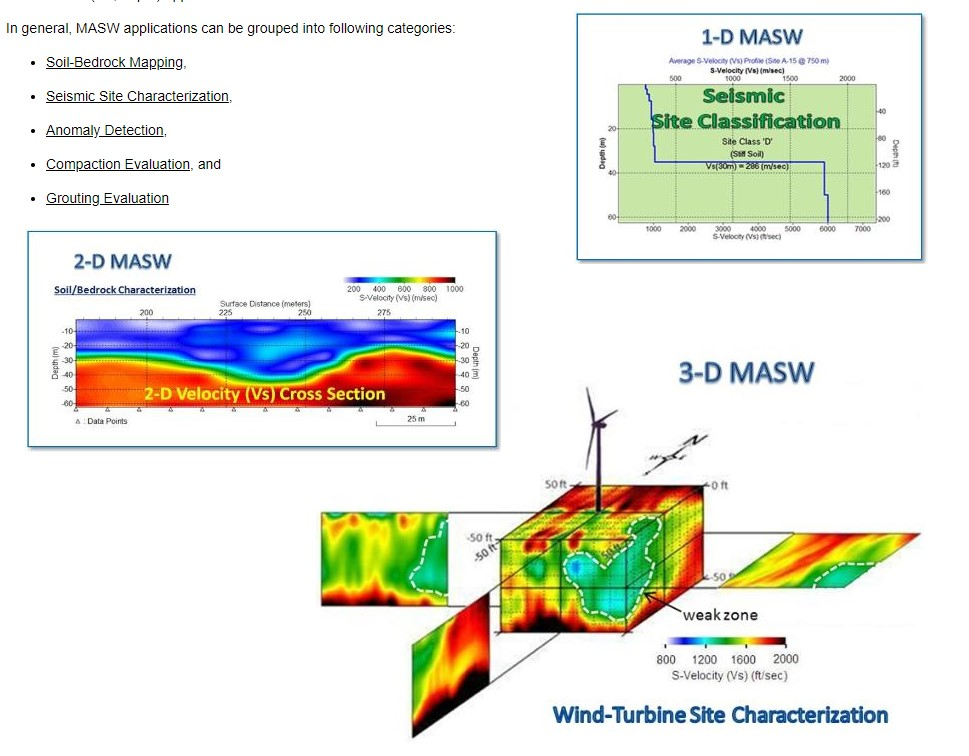 In general, MASW applications can be grouped into following categories:
• Soil-Bedrock Mapping,
• Seismic Site Characterization,
• Anomaly Detection,
• Compaction Evaluation, and
• Grouting Evaluation
1-D MASW
Average S-Velocity (Vs) Profile (Site A-15 @ 750 m)
S-Velocity (Vs) (m/sec)
500 1000 1500 2000
Seismic
Site Classification
Site Class 'D'
(Stiff Soil)
Vs(30m) = 286 (m/sec)
Depth (m)
20
40
60
Depth (ft)
-40
-80
-120
-160
-200
1000 2000 3000 4000 5000 6000 7000
S-Velocity (Vs) (ft/sec)
2-D MASW
Soil/Bedrock Characterization
200 400 600 800 1000
S-Velocity (Vs) (m/sec)
Surface Distance (meters)
200 225 250 275
Depth (m)
-10 -10
-20 -20
-30 -30
-40 -40
-50 -50
-60 -60
Depth (m)
2-D Velocity (Vs) Cross Section
Δ : Data Points
25 m
3-D MASW
N
W
50 ft
0 ft
-50 ft
-50 ft
50 ft
-50 ft
weak zone
800 1200 1600 2000
S-Velocity (Vs) (ft/sec)
Wind-Turbine Site Characterization